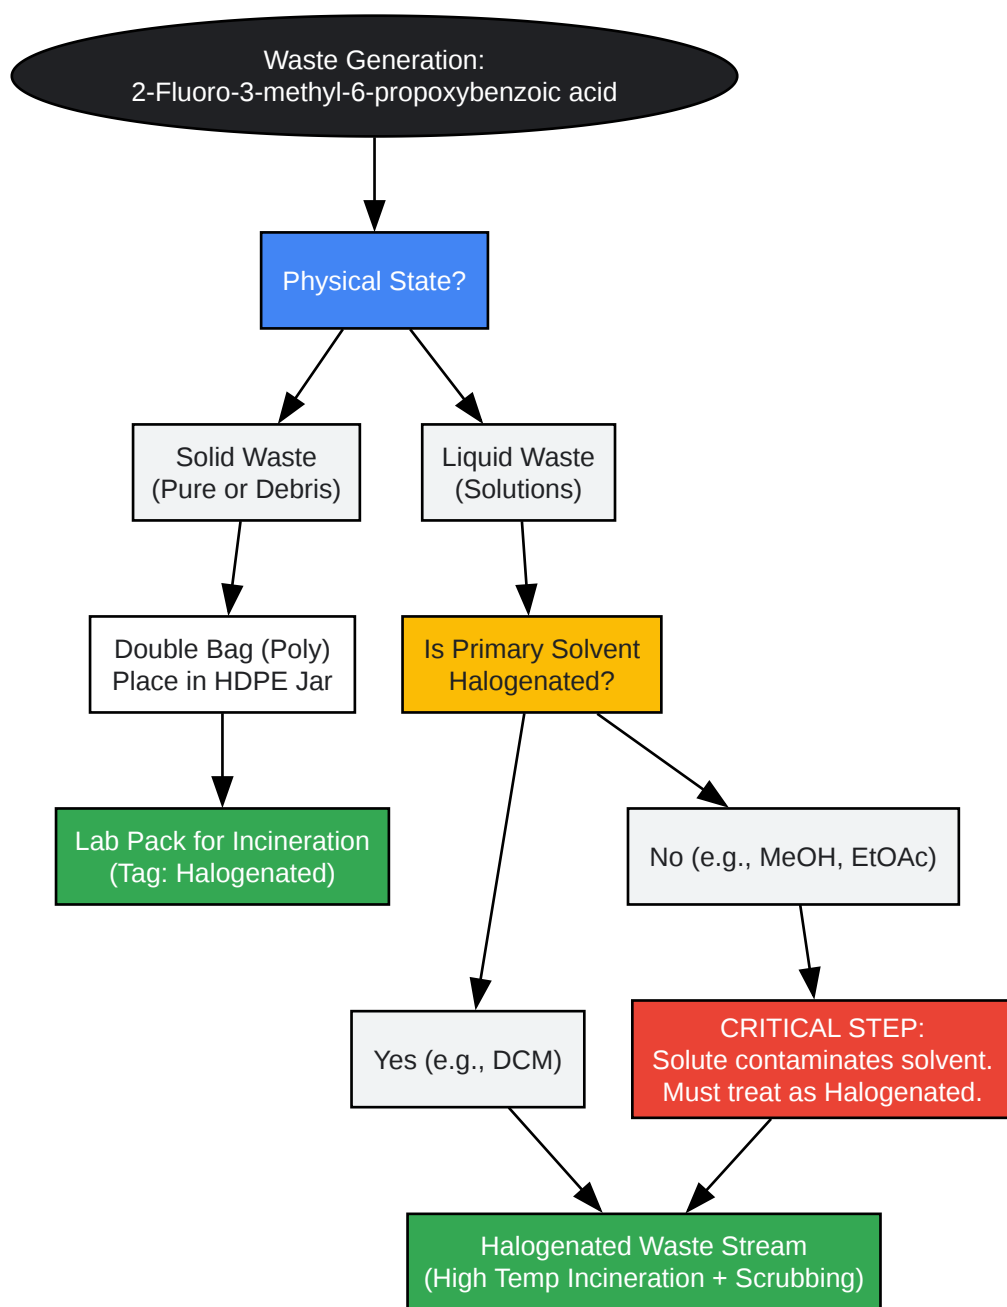 Waste Generation:
2-Fluoro-3-methyl-6-propoxybenzoic acid
Physical State?
Solid Waste
(Pure or Debris)
Liquid Waste
(Solutions)
Double Bag (Poly)
Place in HDPE Jar
Is Primary Solvent
Halogenated?
Lab Pack for Incineration
(Tag: Halogenated)
No (e.g., MeOH, EtOAc)
Yes (e.g., DCM)
CRITICAL STEP:
Solute contaminates solvent.
Must treat as Halogenated.
Halogenated Waste Stream
(High Temp Incineration + Scrubbing)